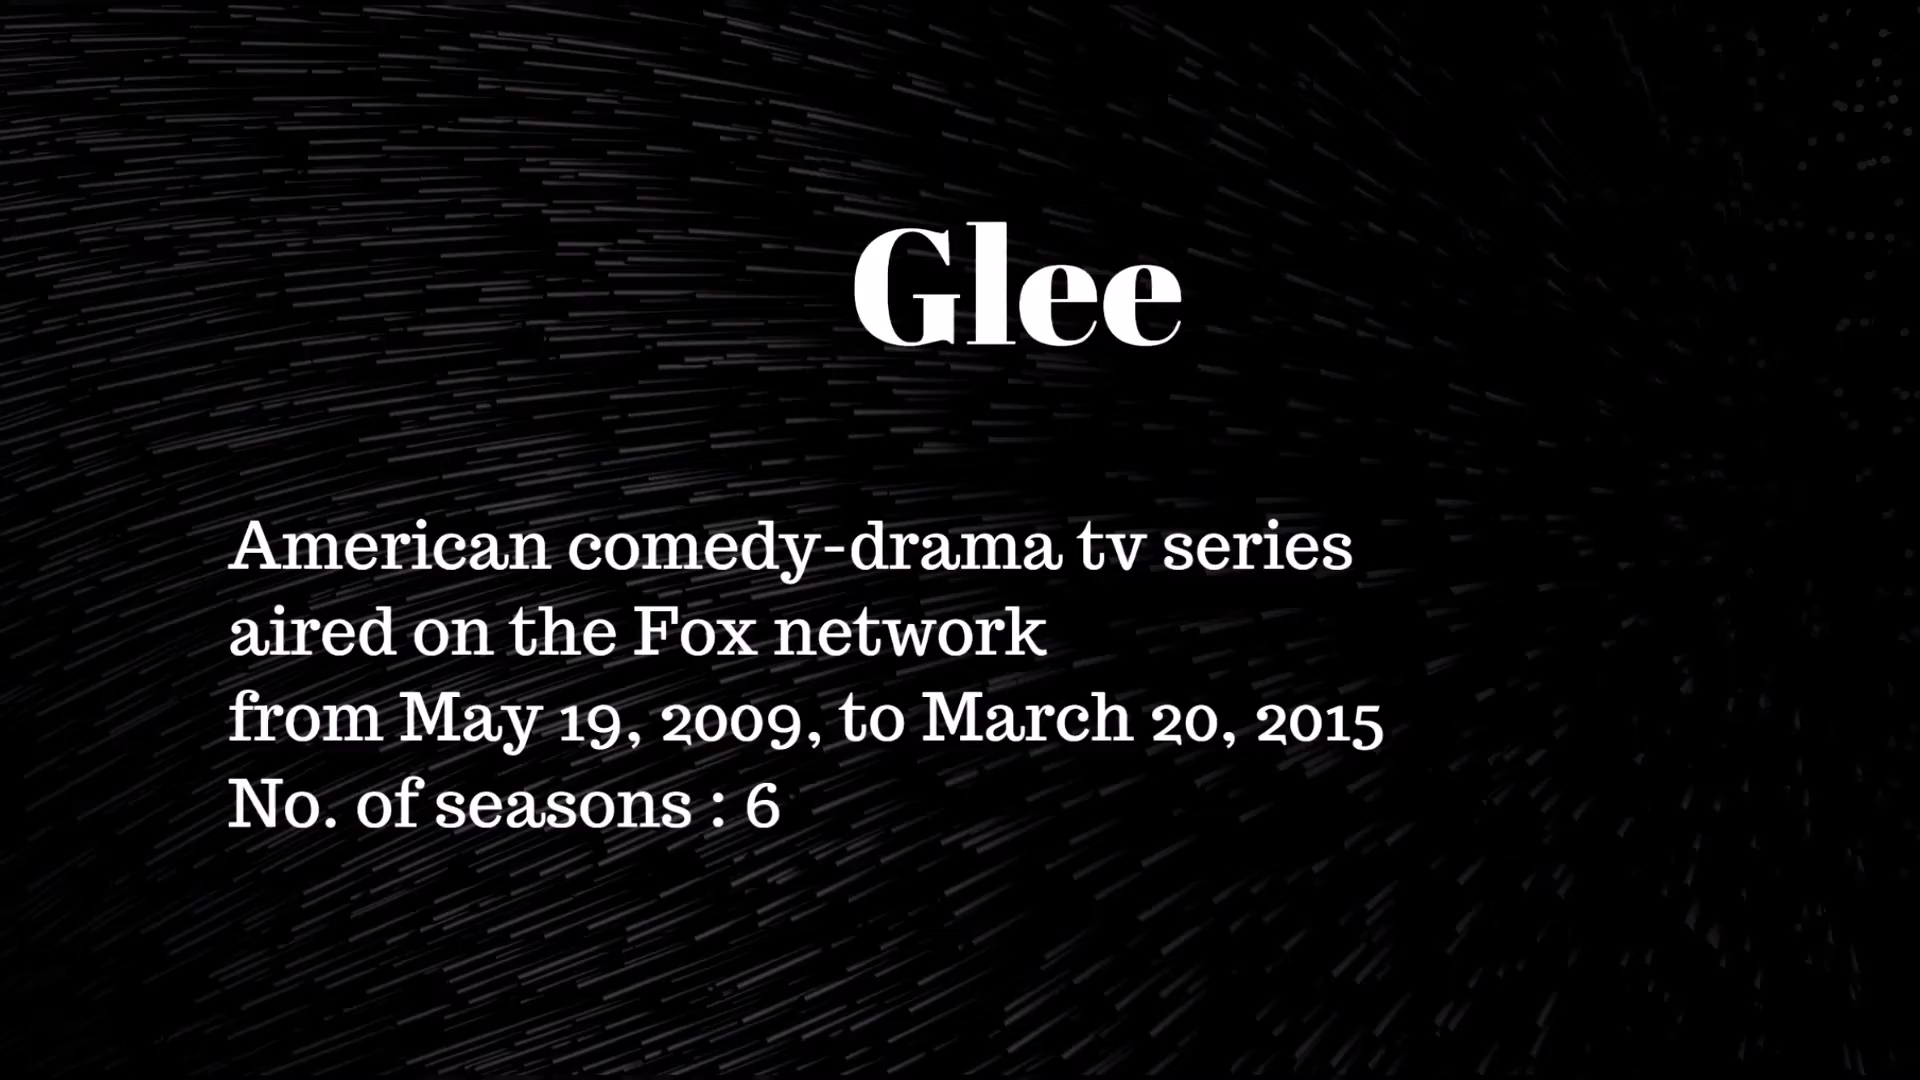 Glee
American comedy-drama tv series
aired on the Fox network
from May 19, 2009, to March 20, 2015
No. of seasons : 6